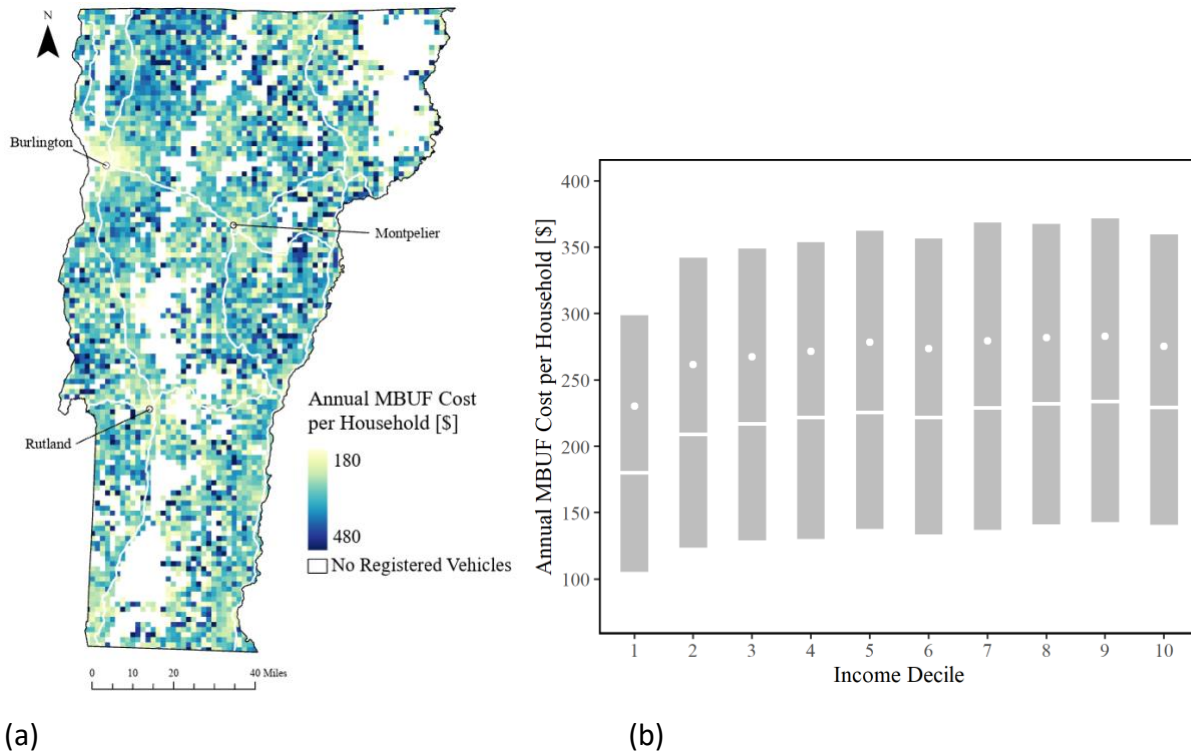 N
Burlington
Montpelier
Rutland
Annual MBUF Cost
per Household [$]
180
480
No Registered Vehicles
0 10 20 40 Miles
(a)
Annual MBUF Cost per Household [$]
400
350
300
250
200
150
100
1 2 3 4 5 6 7 8 9 10
Income Decile
(b)